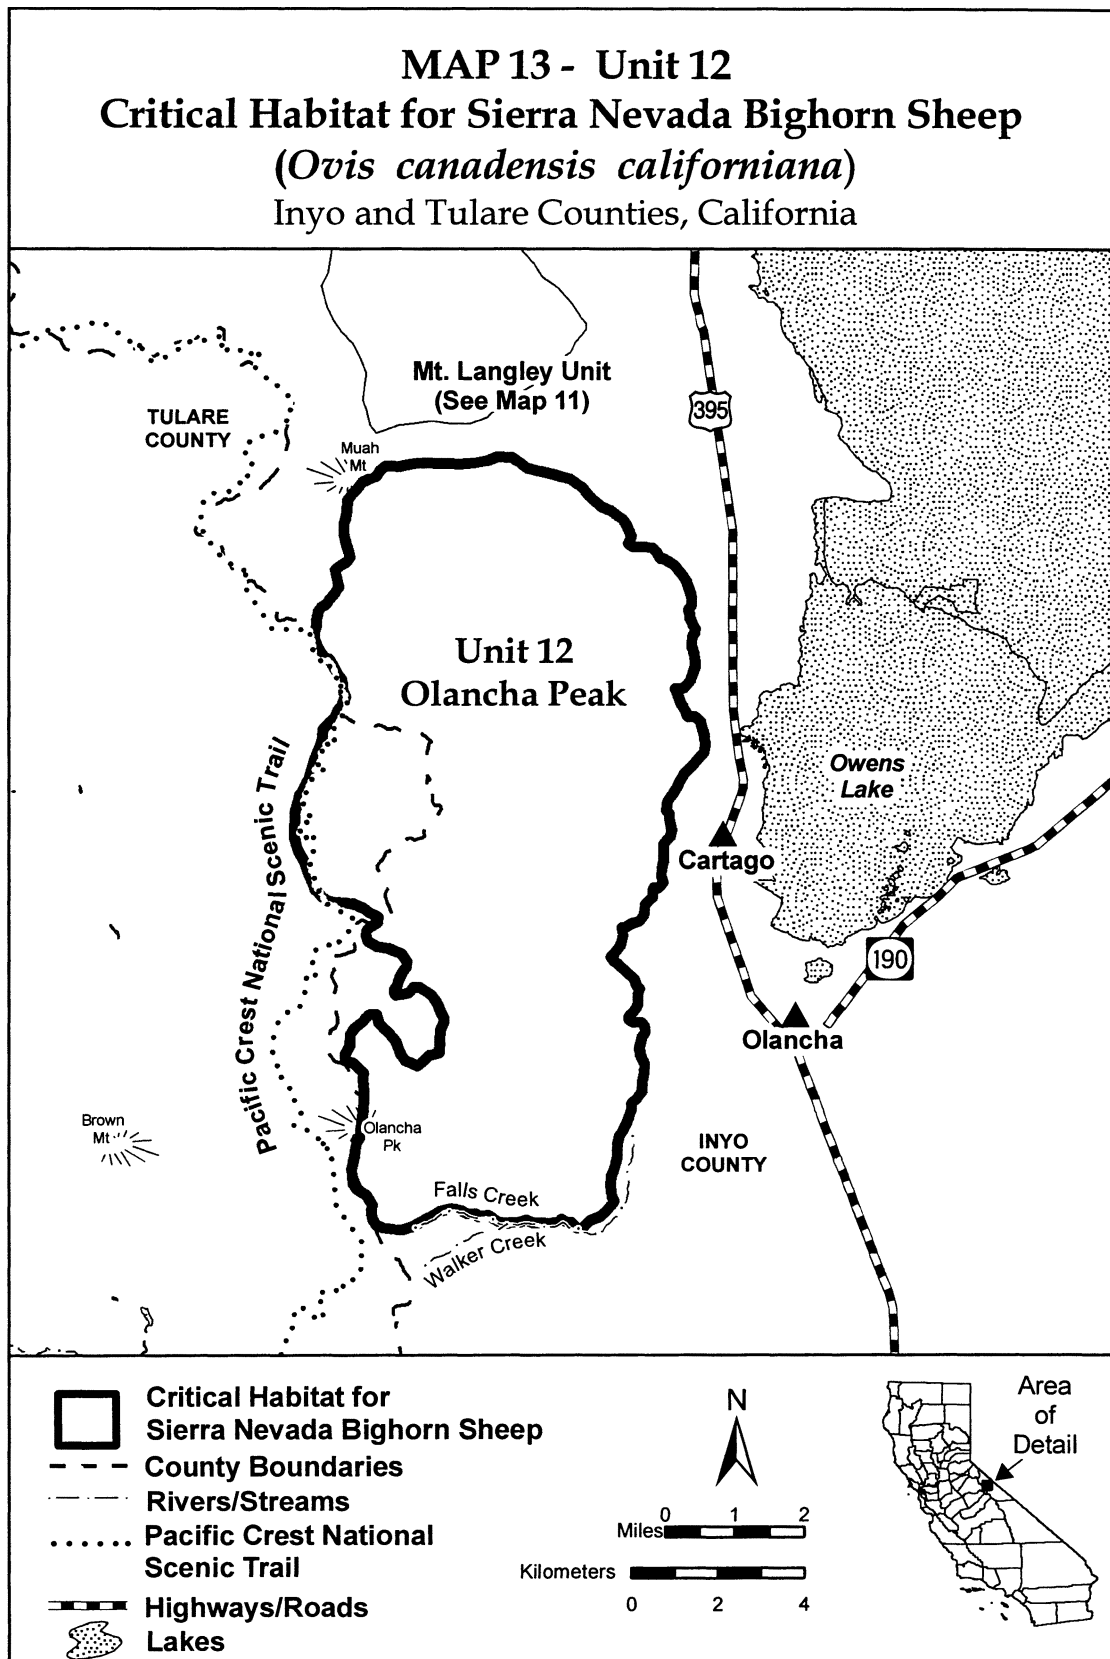 MAP 13 - Unit 12
Critical Habitat for Sierra Nevada Bighorn Sheep
(Ovis canadensis californiana)
Inyo and Tulare Counties, California
Mt. Langley Unit
(See Map 11)
395
TULARE
COUNTY
Muah
Mt
Unit 12
Olancha Peak
Owens
Lake
Pacific Crest National Scenic Trail
Cartago
190
Olancha
Brown
Mt
Olancha
Pk
INYO
COUNTY
Falls Creek
Walker Creek
Critical Habitat for
Sierra Nevada Bighorn Sheep
County Boundaries
Rivers/Streams
Pacific Crest National
Scenic Trail
Highways/Roads
Lakes
N
0 1 2
Miles
Kilometers
0 2 4
Area
of
Detail